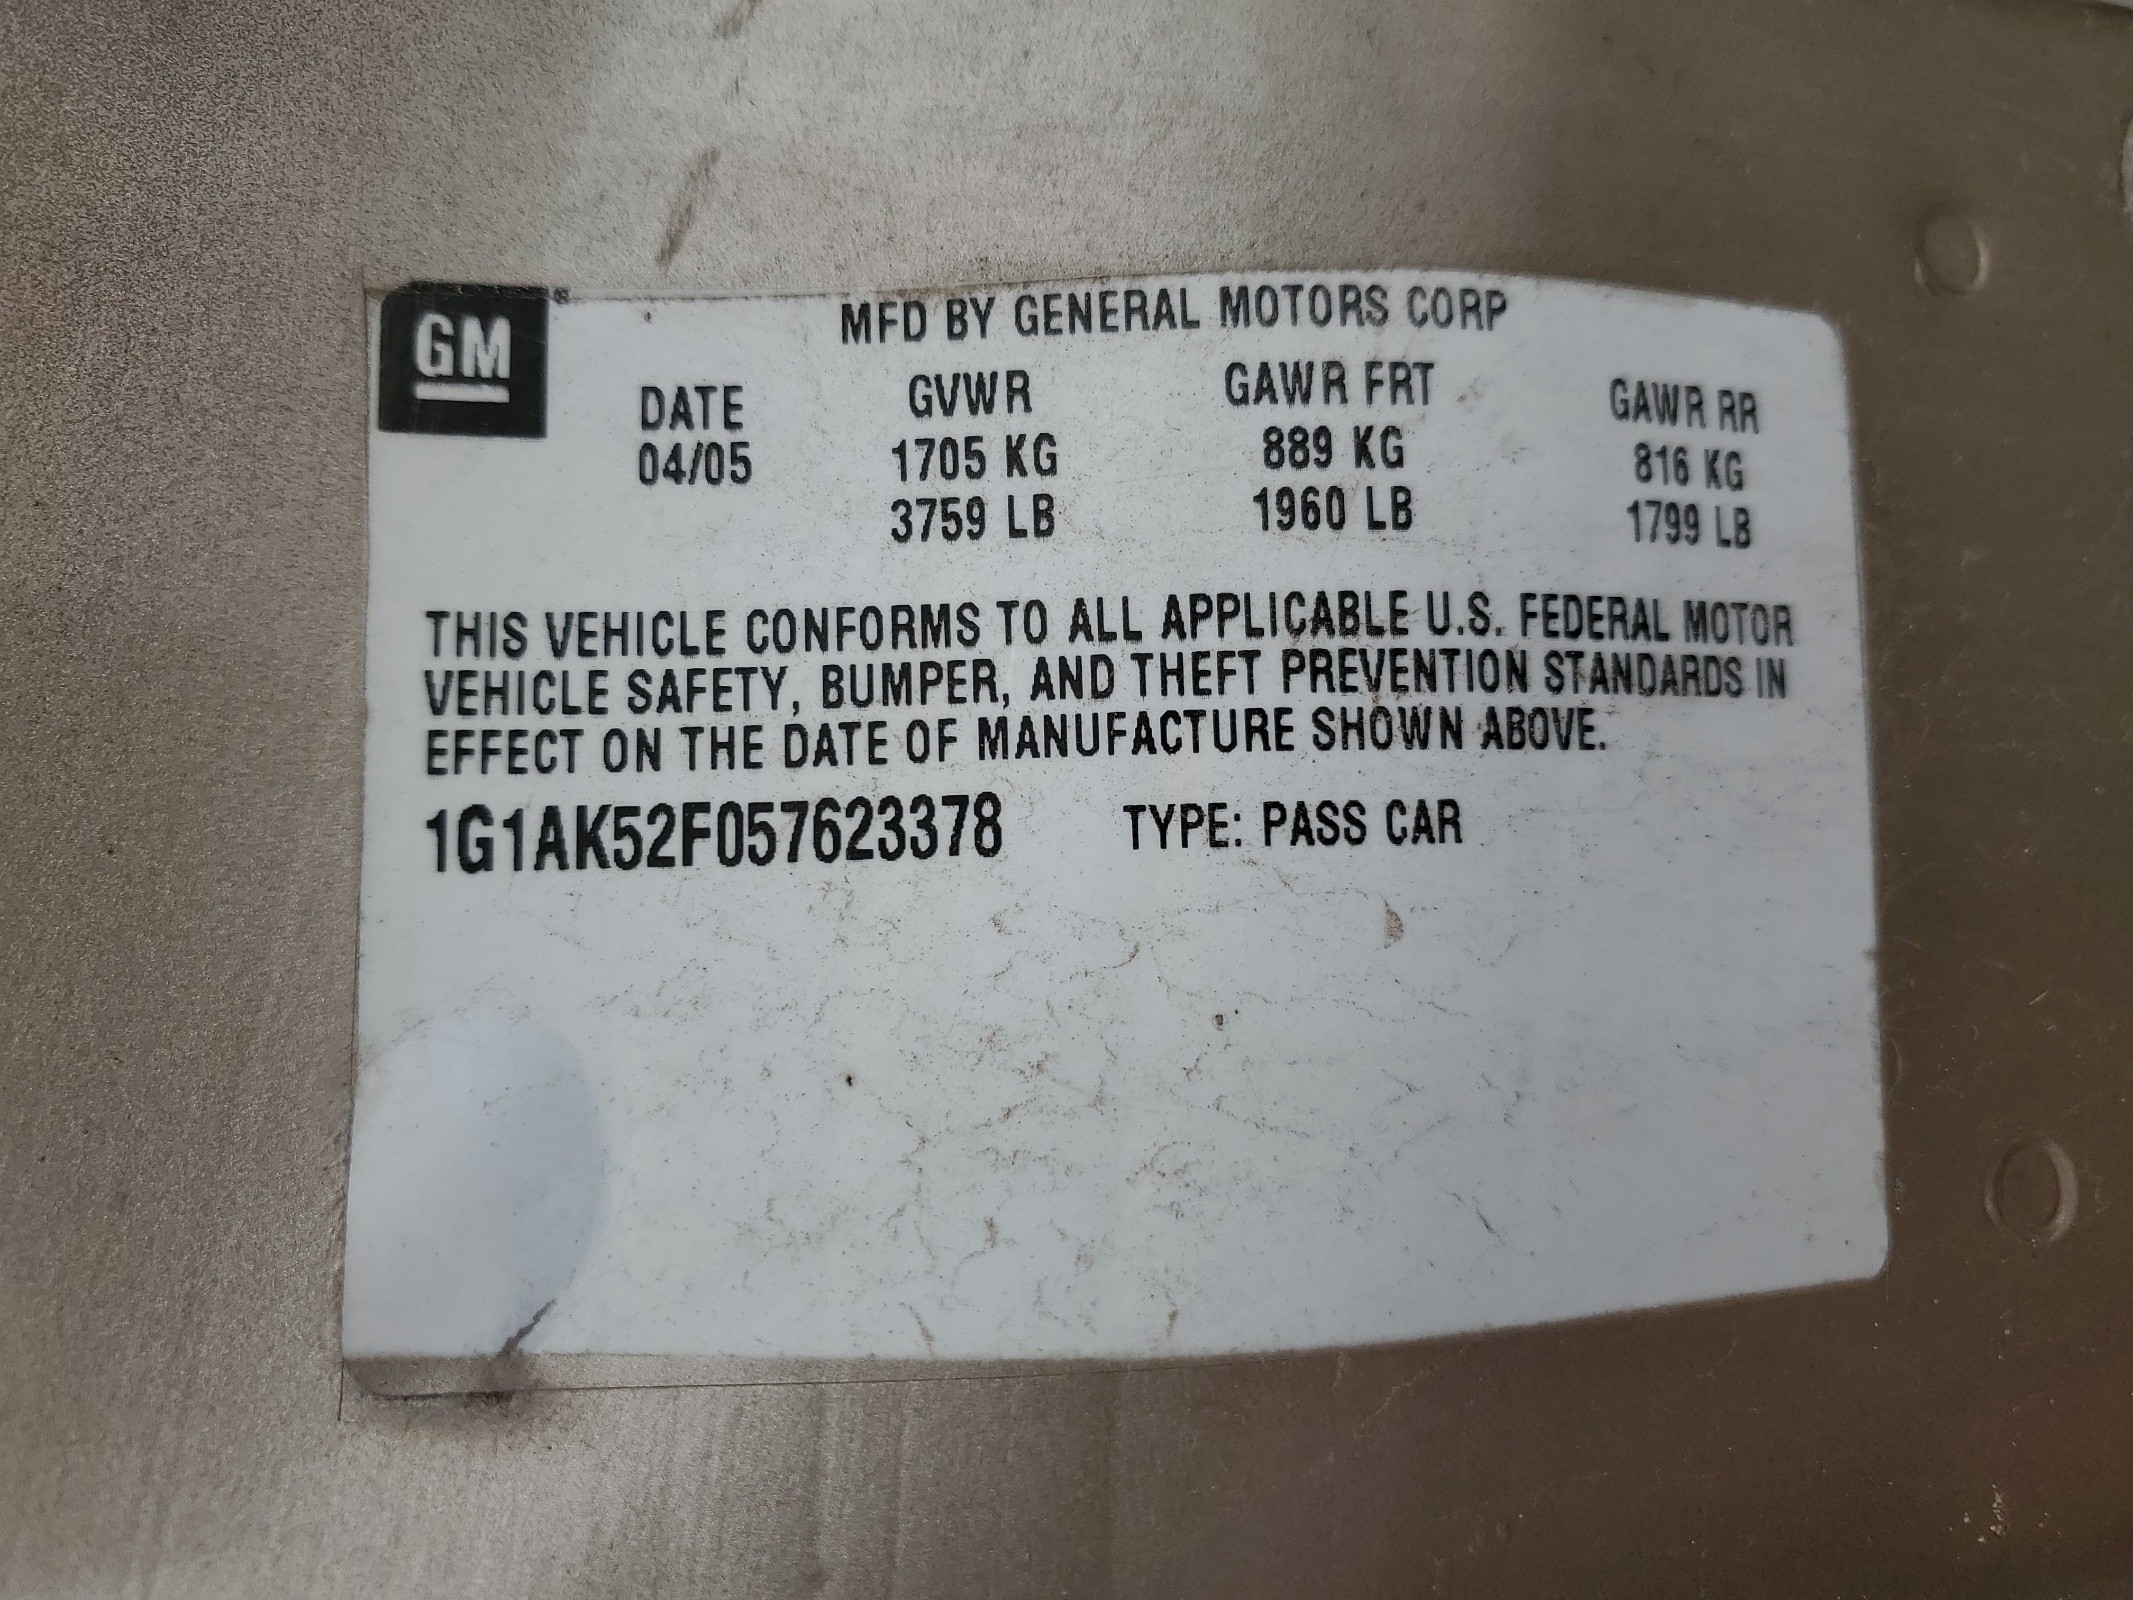 GM
MFD BY GENERAL MOTORS CORP
DATE GVWR GAWR FRT GAWR RR
04/05 1705 KG 889 KG 816 KG
3759 LB 1960 LB 1799 LB
THIS VEHICLE CONFORMS TO ALL APPLICABLE U.S. FEDERAL MOTOR
VEHICLE SAFETY, BUMPER, AND THEFT PREVENTION STANDARDS IN
EFFECT ON THE DATE OF MANUFACTURE SHOWN ABOVE.
1G1AK52F057623378 TYPE: PASS CAR